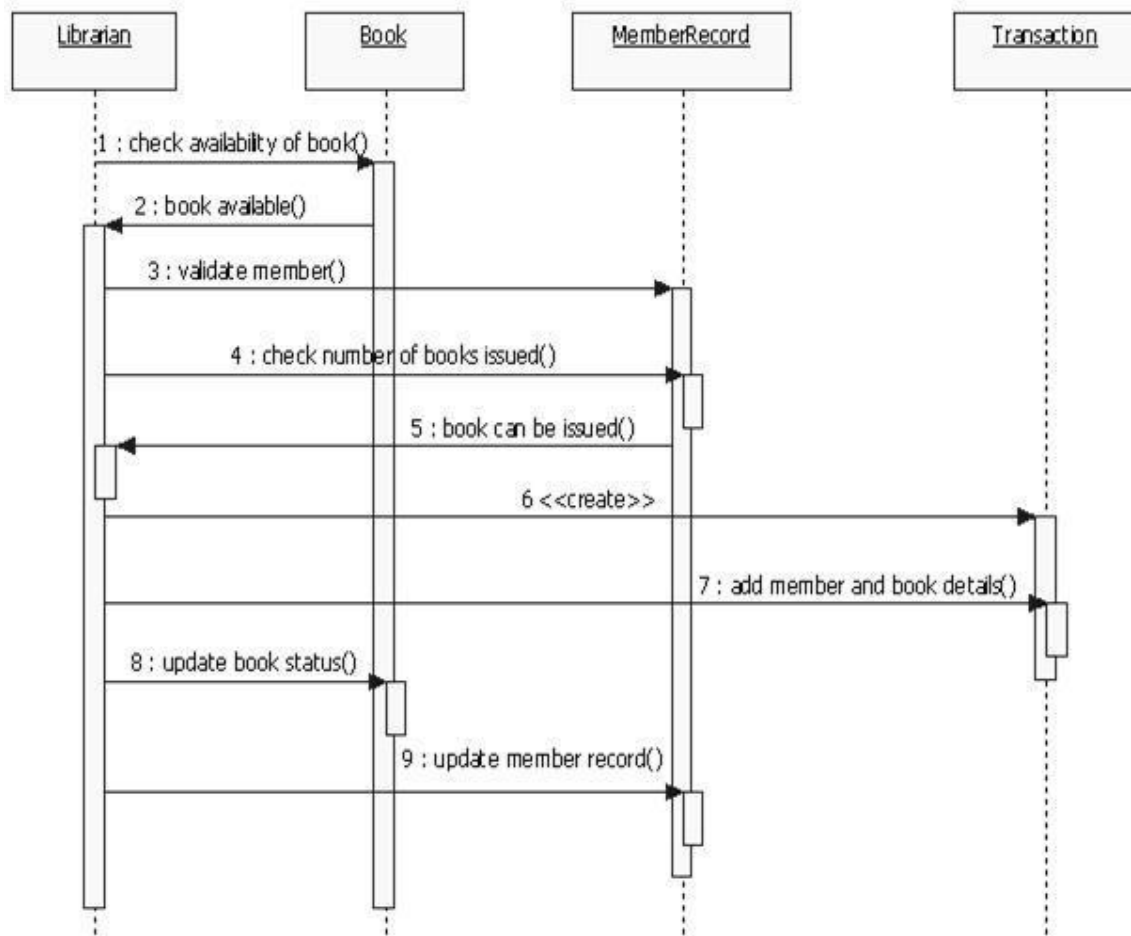 Librarian
Book
MemberRecord
Transaction
1 : check availability of book()
2 : book available()
3 : validate member()
4 : check number of books issued()
5 : book can be issued()
6 <<create>>
7 : add member and book details()
8 : update book status()
9 : update member record()